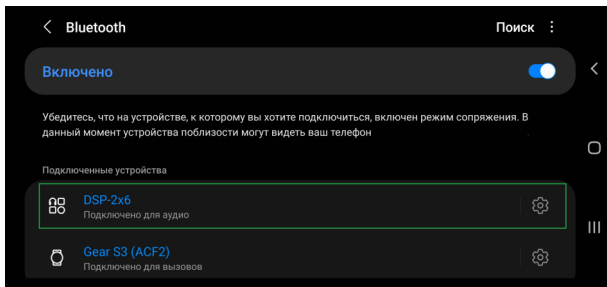 Bluetooth
Поиск
Включено
Убедитесь, что на устройстве, к которому вы хотите подключиться, включен режим сопряжения. В
данный момент устройства поблизости могут видеть ваш телефон
Подключенные устройства
DSP-2x6
Подключено для аудио
Gear S3 (ACF2)
Подключено для вызовов